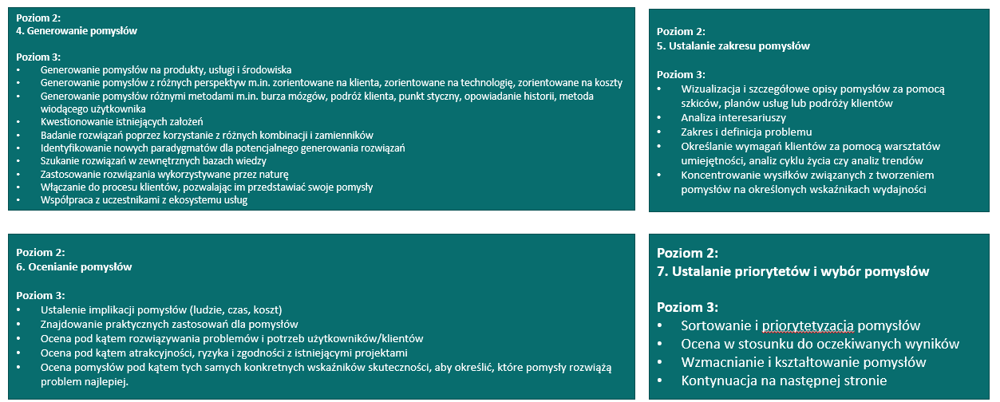 Poziom 2:
4. Generowanie pomysłów
Poziom 3:
• Generowanie pomysłów na produkty, usługi i środowiska
• Generowanie pomysłów z różnych perspektyw m.in. zorientowane na klienta, zorientowane na technologię, zorientowane na koszty
• Generowanie pomysłów różnymi metodami m.in. burza mózgów, podróż klienta, punkt styczny, opowiadanie historii, metoda
wiodącego użytkownika
• Kwestionowanie istniejących założeń
• Badanie rozwiązań poprzez korzystanie z różnych kombinacji i zamienników
• Identyfikowanie nowych paradygmatów dla potencjalnego generowania rozwiązań
• Szukanie rozwiązań w zewnętrznych bazach wiedzy
• Zastosowanie rozwiązania wykorzystywane przez naturę
• Włączanie do procesu klientów, pozwalając im przedstawiać swoje pomysły
• Współpraca z uczestnikami z ekosystemu usług
Poziom 2:
5. Ustalanie zakresu pomysłów
Poziom 3:
• Wizualizacja i szczegółowe opisy pomysłów za pomocą
szkiców, planów usług lub podróży klientów
• Analiza interesariuszy
• Zakres i definicja problemu
• Określanie wymagań klientów za pomocą warsztatów
umiejętności, analiz cyklu życia czy analiz trendów
• Koncentrowanie wysiłków związanych z tworzeniem
pomysłów na określonych wskaźnikach wydajności
Poziom 2:
6. Ocenianie pomysłów
Poziom 3:
• Ustalenie implikacji pomysłów (ludzie, czas, koszt)
• Znajdowanie praktycznych zastosowań dla pomysłów
• Ocena pod kątem rozwiązywania problemów i potrzeb użytkowników/klientów
• Ocena pod kątem atrakcyjności, ryzyka i zgodności z istniejącymi projektami
• Ocena pomysłów pod kątem tych samych konkretnych wskaźników skuteczności, aby określić, które pomysły rozwiążą
problem najlepiej.
Poziom 2:
7. Ustalanie priorytetów i wybór pomysłów
Poziom 3:
• Sortowanie i priorytetyzacja pomysłów
• Ocena w stosunku do oczekiwanych wyników
• Wzmacnianie i kształtowanie pomysłów
• Kontynuacja na następnej stronie